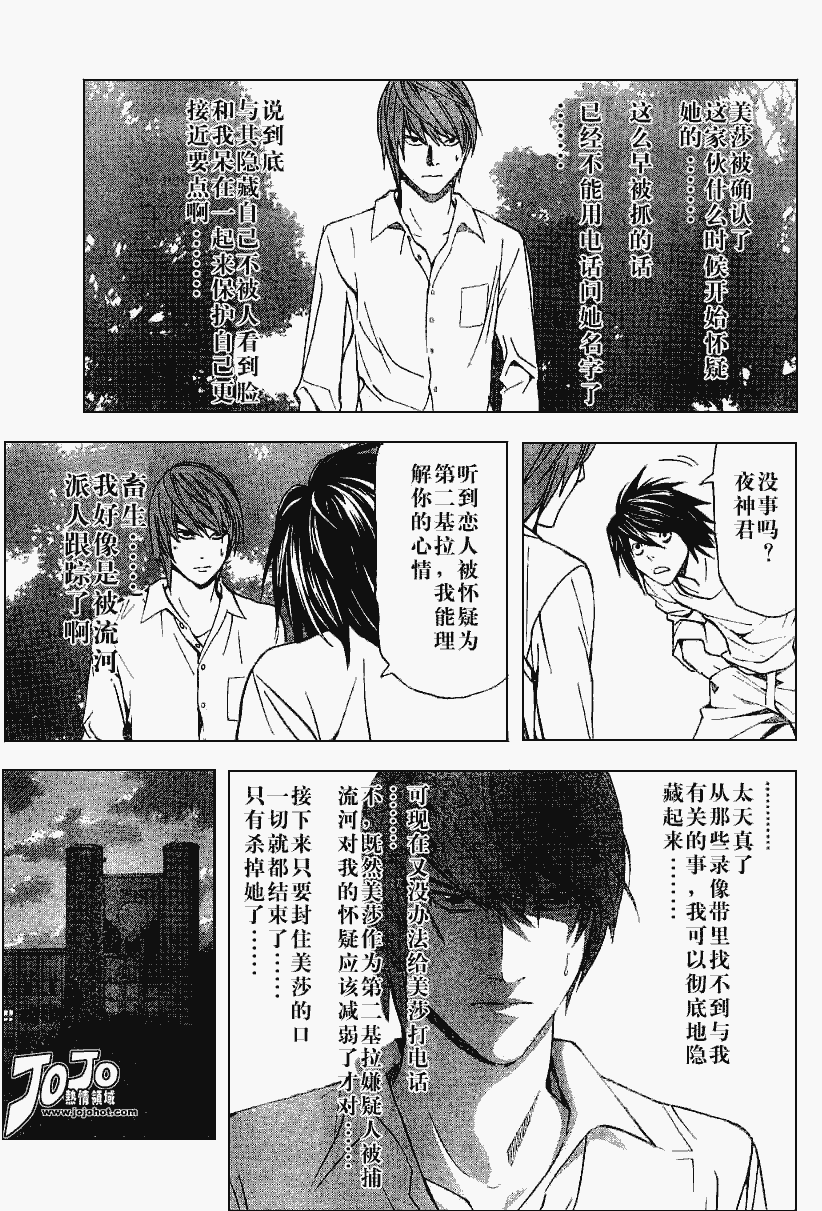 美莎被确认了
这家伙什么时候开始怀疑
她的………
这么早被抓的话
已经不能用电话问她名字了
……
说到底
与其隐藏自己不被人看到脸
和我呆在一起来保护自己更
接近要点啊………
没事吗？
夜神君
听到恋人被怀疑为
第二基拉，我能理
解你的心情
畜生………
我好像是被流河
派人跟踪了啊
…………
太天真了
从那些录像带里找不到与我
有关的事，我可以彻底地隐
藏起来………
可现在又没办法给美莎打电话
………
不，既然美莎作为第二基拉嫌疑人被捕
流河对我的怀疑应该减弱了才对……
接下来只要封住美莎的口
一切就都结束了……
只有杀掉她了……
JOJO
熱情領域
www.jojohot.com